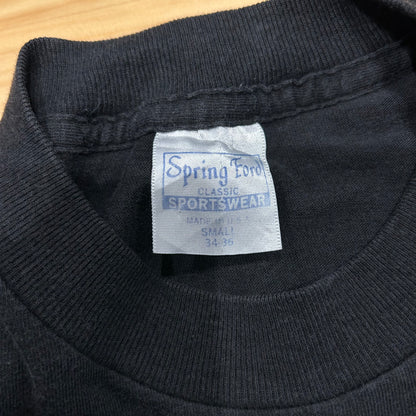 Spring Ford
CLASSIC
SPORTSWEAR
MADE IN U.S.A.
SMALL
34-36